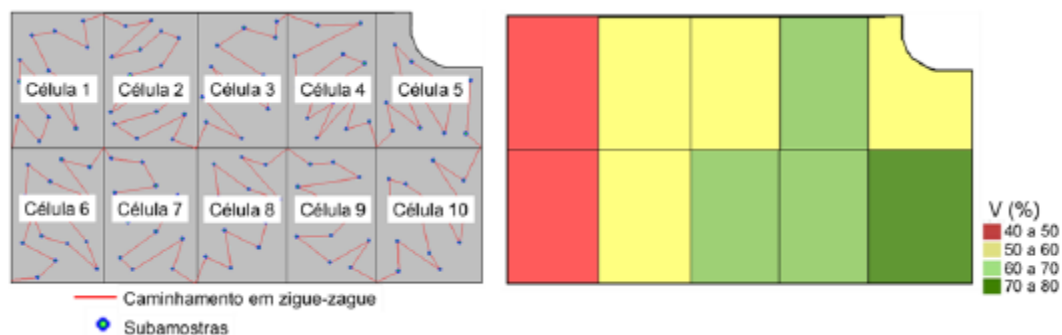 Célula 1
Célula 2
Célula 3
Célula 4
Célula 5
Célula 6
Célula 7
Célula 8
Célula 9
Célula 10
Caminhamento em zigue-zague
Subamostras
V (%)
40 a 50
50 a 60
60 a 70
70 a 80